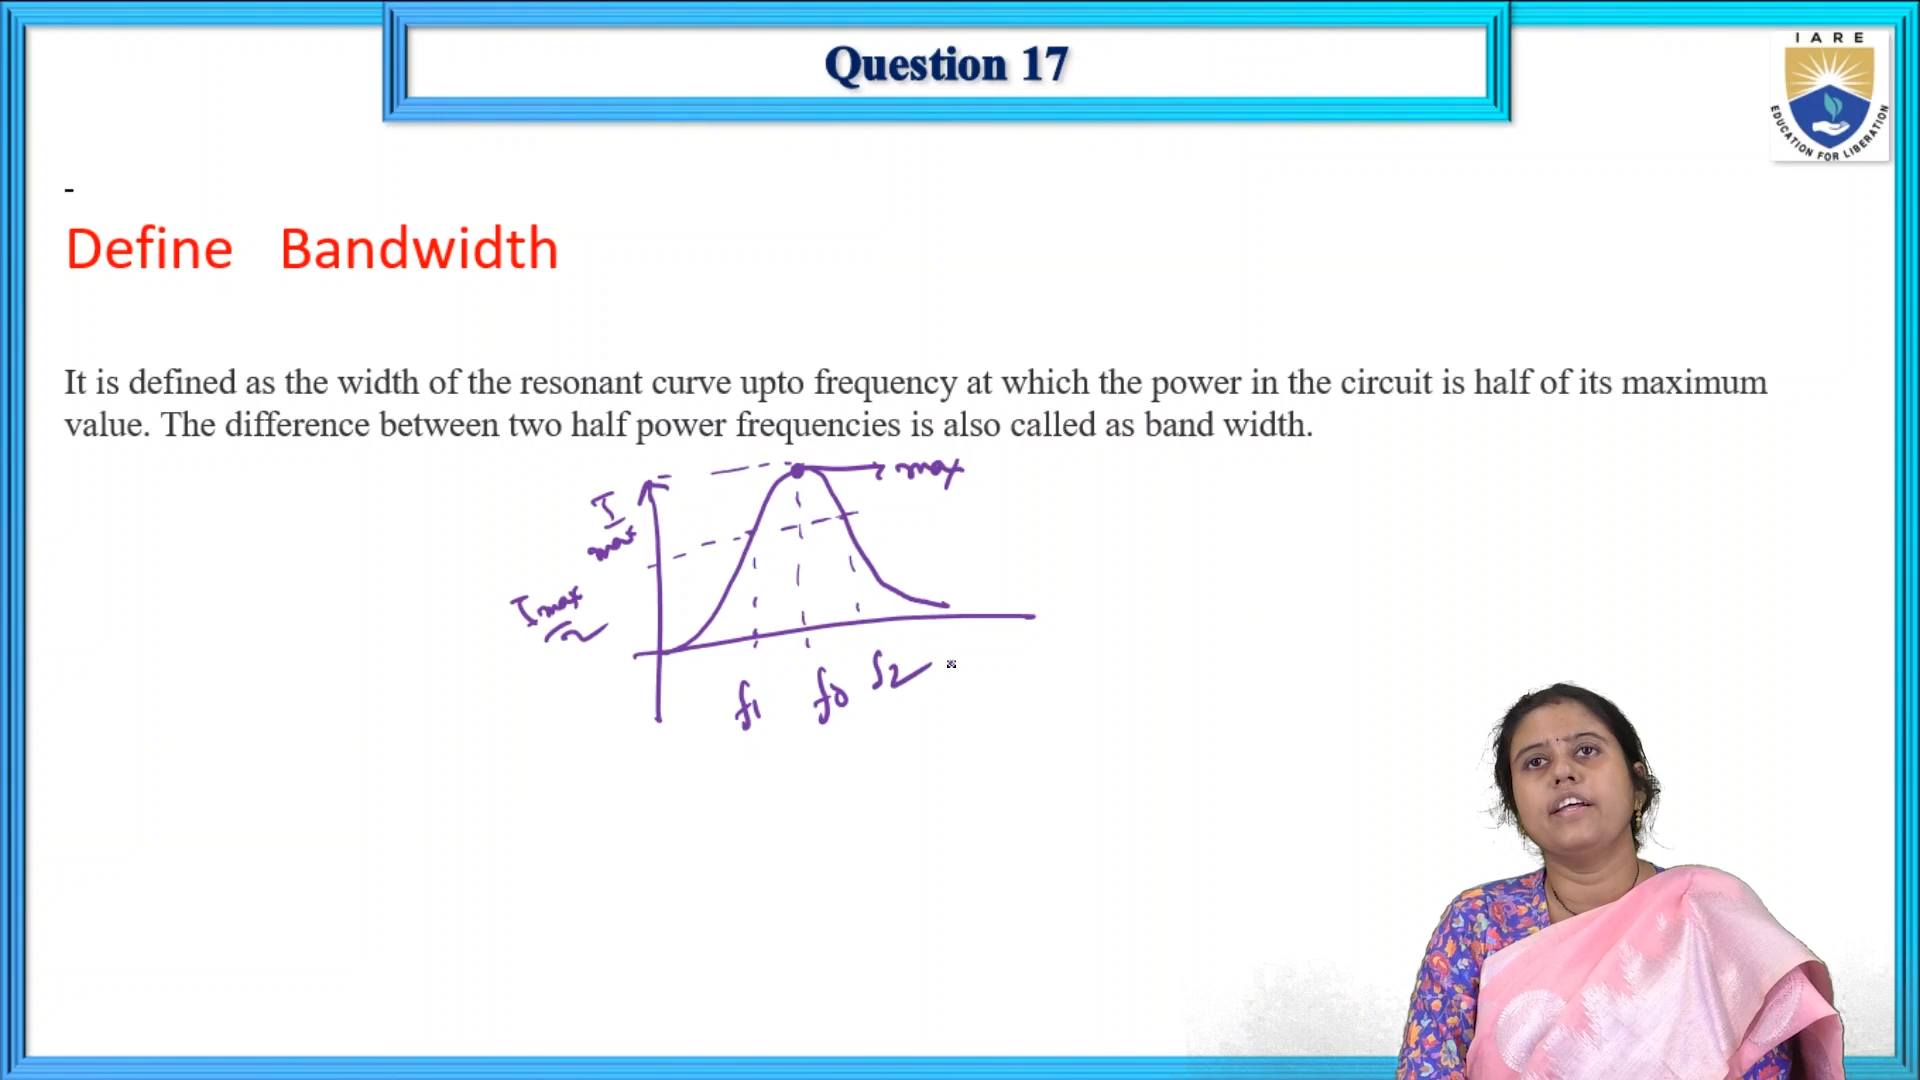 Question 17
I A R E
EDUCATION FOR LIBERATION
-
Define Bandwidth
It is defined as the width of the resonant curve upto frequency at which the power in the circuit is half of its maximum
value. The difference between two half power frequencies is also called as band width.
max
I
max
Imax
f1 f0 f2